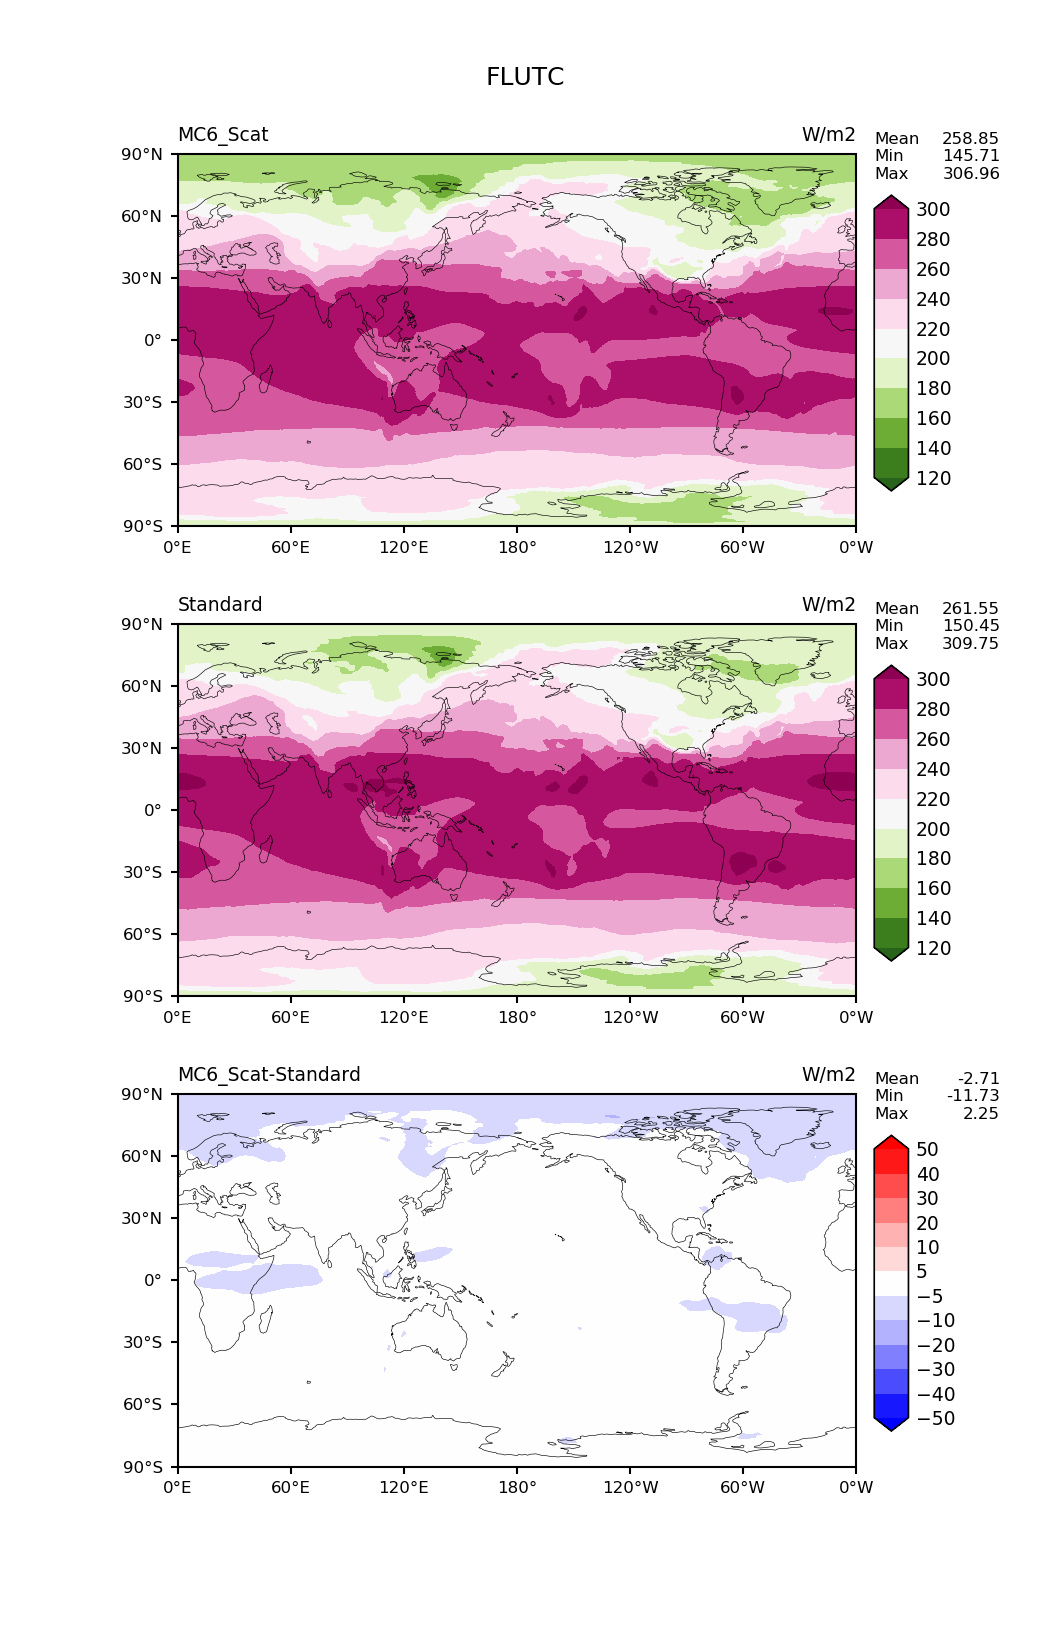 FLUTC
MC6_Scat W/m2
Mean 258.85
Min 145.71
Max 306.96
90°N
60°N
30°N
0°
30°S
60°S
90°S
0°E 60°E 120°E 180° 120°W 60°W 0°W
300
280
260
240
220
200
180
160
140
120
Standard W/m2
Mean 261.55
Min 150.45
Max 309.75
90°N
60°N
30°N
0°
30°S
60°S
90°S
0°E 60°E 120°E 180° 120°W 60°W 0°W
300
280
260
240
220
200
180
160
140
120
MC6_Scat-Standard W/m2
Mean -2.71
Min -11.73
Max 2.25
90°N
60°N
30°N
0°
30°S
60°S
90°S
0°E 60°E 120°E 180° 120°W 60°W 0°W
50
40
30
20
10
5
−5
−10
−20
−30
−40
−50